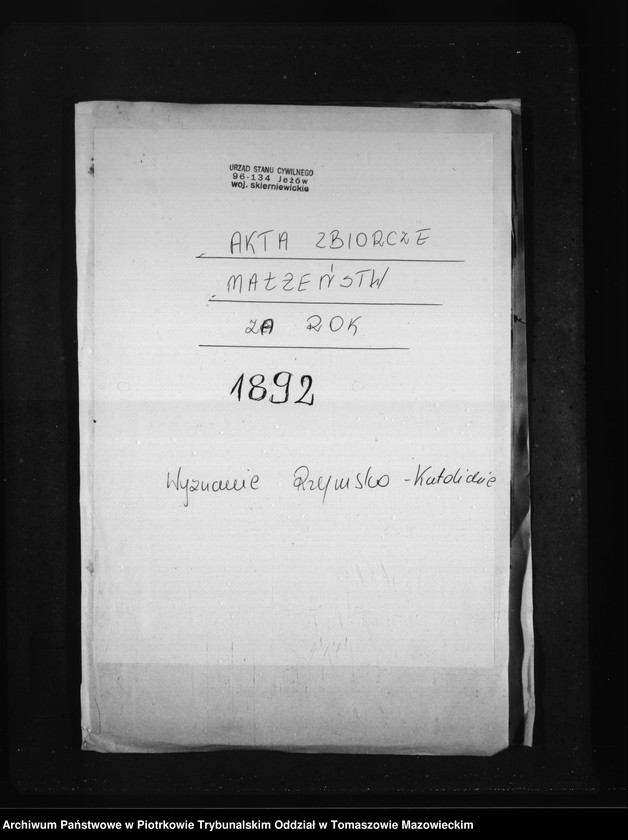 URZĄD STANU CYWILNEGO
96-134 Jeżów
woj. skierniewickie
AKTA ZBIORCZE
MAŁŻEŃSTW
ZA ROK
1892
Wyznanie Rzymsko-Katolickie
Archiwum Państwowe w Piotrkowie Trybunalskim Oddział w Tomaszowie Mazowieckim